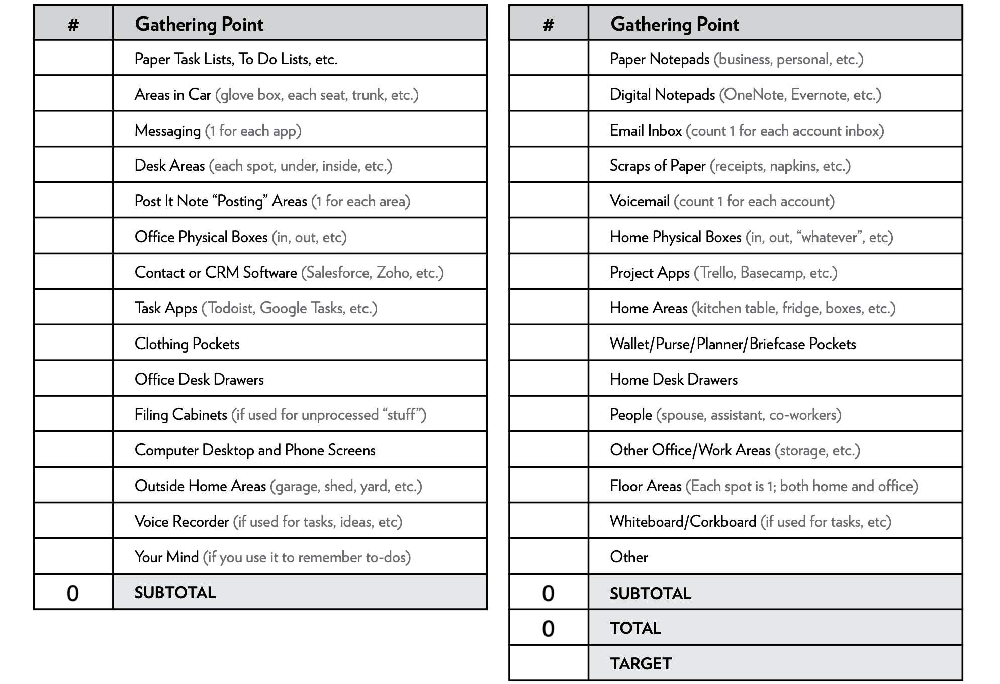 # Gathering Point
Paper Task Lists, To Do Lists, etc.
Areas in Car (glove box, each seat, trunk, etc.)
Messaging (1 for each app)
Desk Areas (each spot, under, inside, etc.)
Post It Note “Posting” Areas (1 for each area)
Office Physical Boxes (in, out, etc)
Contact or CRM Software (Salesforce, Zoho, etc.)
Task Apps (Todoist, Google Tasks, etc.)
Clothing Pockets
Office Desk Drawers
Filing Cabinets (if used for unprocessed “stuff”)
Computer Desktop and Phone Screens
Outside Home Areas (garage, shed, yard, etc.)
Voice Recorder (if used for tasks, ideas, etc)
Your Mind (if you use it to remember to-dos)
0 SUBTOTAL
# Gathering Point
Paper Notepads (business, personal, etc.)
Digital Notepads (OneNote, Evernote, etc.)
Email Inbox (count 1 for each account inbox)
Scraps of Paper (receipts, napkins, etc.)
Voicemail (count 1 for each account)
Home Physical Boxes (in, out, “whatever”, etc)
Project Apps (Trello, Basecamp, etc.)
Home Areas (kitchen table, fridge, boxes, etc.)
Wallet/Purse/Planner/Briefcase Pockets
Home Desk Drawers
People (spouse, assistant, co-workers)
Other Office/Work Areas (storage, etc.)
Floor Areas (Each spot is 1; both home and office)
Whiteboard/Corkboard (if used for tasks, etc)
Other
0 SUBTOTAL
0 TOTAL
TARGET